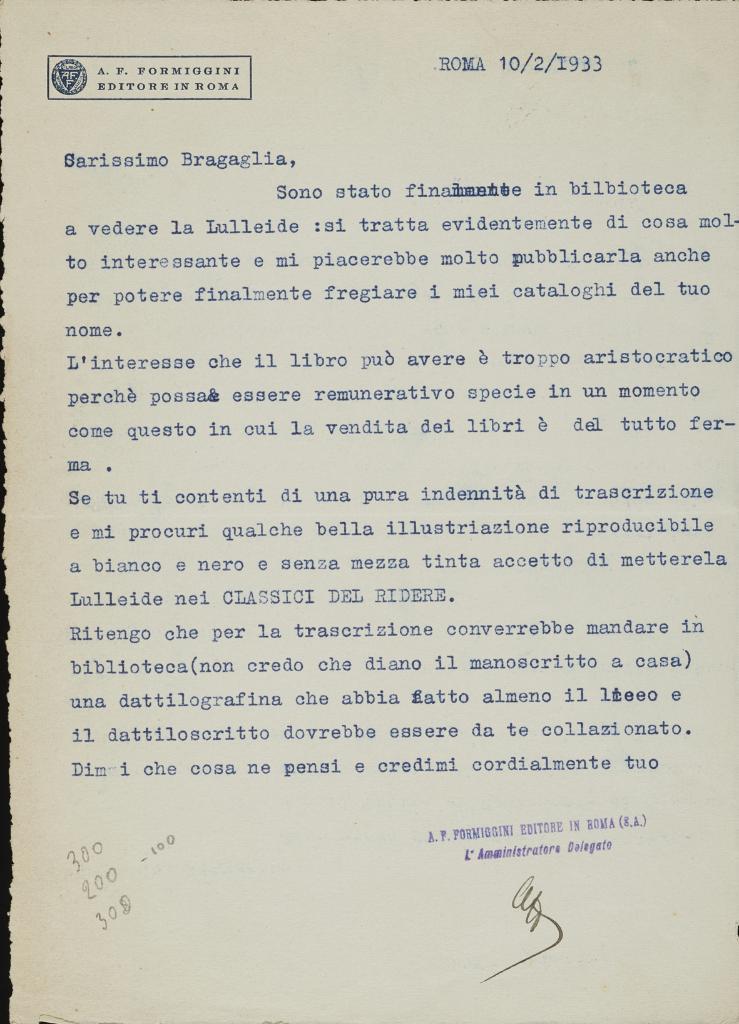 A. F. FORMIGGINI
EDITORE IN ROMA
ROMA 10/2/1933
Sarissimo Bragaglia,
Sono stato finalmente in bilbioteca
a vedere la Lulleide :si tratta evidentemente di cosa mol-
to interessante e mi piacerebbe molto pubblicarla anche
per potere finalmente fregiare i miei cataloghi del tuo
nome.
L'interesse che il libro può avere è troppo aristocratico
perchè possa& essere remunerativo specie in un momento
come questo in cui la vendita dei libri è del tutto fer-
ma .
Se tu ti contenti di una pura indennità di trascrizione
e mi procuri qualche bella illustriazione riproducibile
a bianco e nero e senza mezza tinta accetto di metterela
Lulleide nei CLASSICI DEL RIDERE.
Ritengo che per la trascrizione converrebbe mandare in
biblioteca(non credo che diano il manoscritto a casa)
una dattilografina che abbia fatto almeno il e
il dattiloscritto dovrebbe essere da te collazionato.
Dim-i che cosa ne pensi e credimi cordialmente tuo
A. F. FORMIGGINI EDITORE IN ROMA (S.A.)
L'Amministratore Delegato
300
200 -100
300